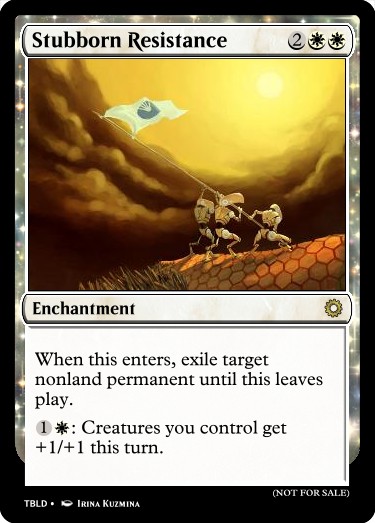 Stubborn Resistance 2
Enchantment
When this enters, exile target
nonland permanent until this leaves
play.
1 : Creatures you control get
+1/+1 this turn.
(NOT FOR SALE)
TBLD • Irina Kuzmina